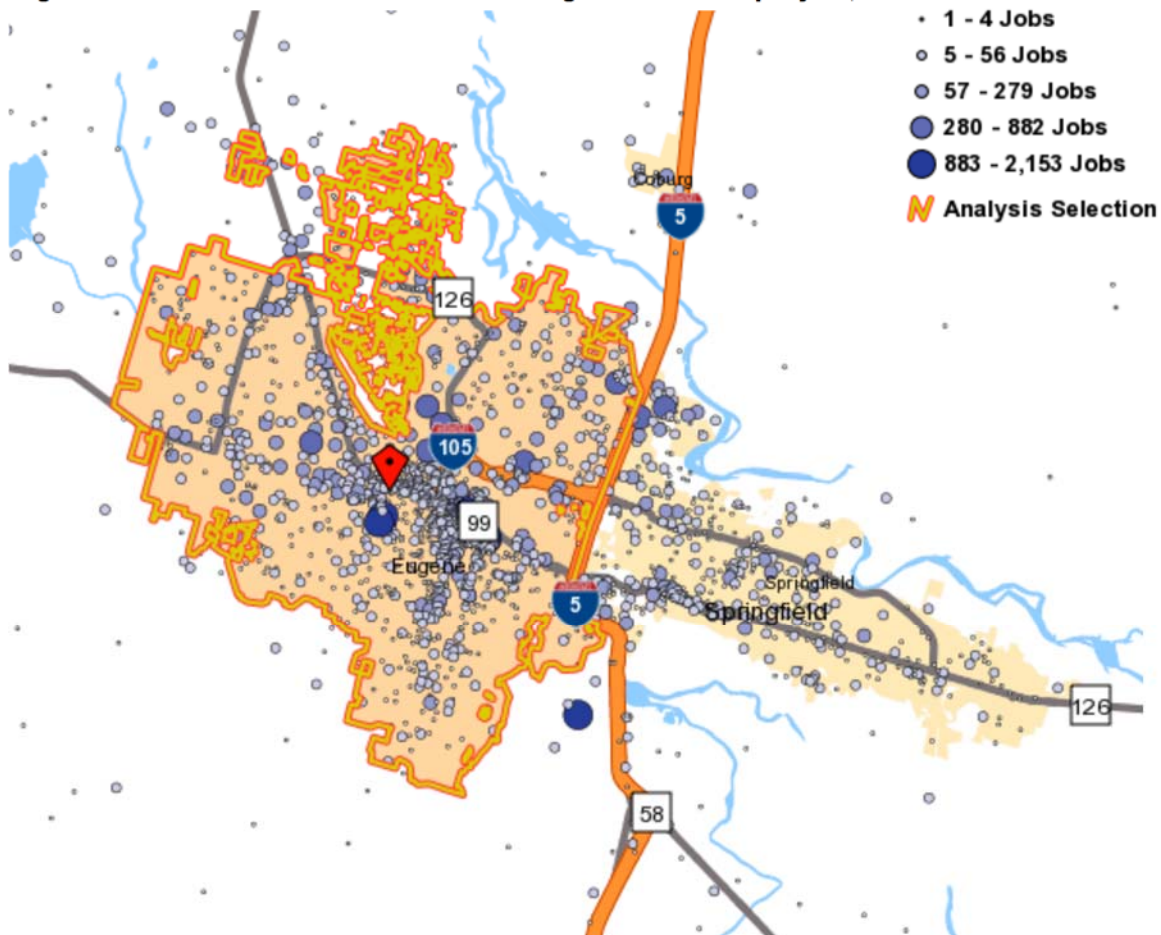 1 - 4 Jobs
5 - 56 Jobs
57 - 279 Jobs
280 - 882 Jobs
883 - 2,153 Jobs
Analysis Selection
Coburg
5
126
105
99
Eugene
5
Springfield
Springfield
126
58